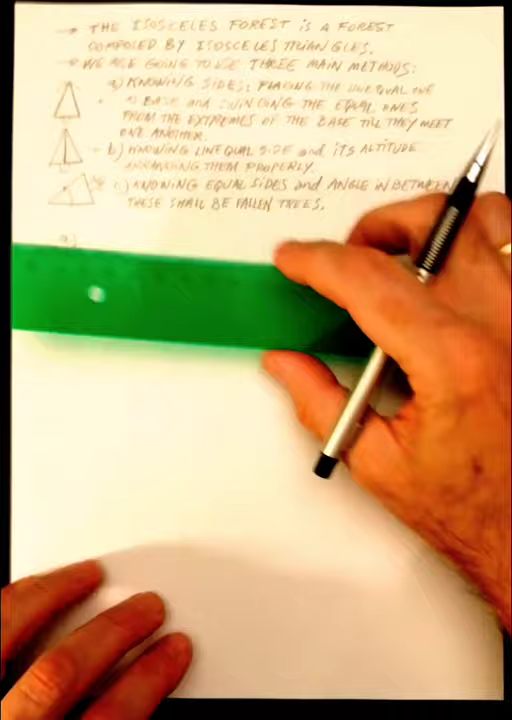 → THE ISOSCELES FOREST IS A FOREST
COMPOSED BY ISOSCELES TRIANGLES.
→ WE ARE GOING TO USE THREE MAIN METHODS:
a) KNOWING SIDES; PLACING THE UNEQUAL ONE
BASE and SWINGING THE EQUAL ONES
FROM THE EXTREMES OF THE BASE TILL THEY MEET
ONE ANOTHER.
b) KNOWING UNEQUAL SIDE and iTS ALTITUDE
ARRANGING THEM PROPERLY.
c) KNOWING EQUAL SIDES and ANGLE IN BETWEEN
THESE SHALL BE FALLEN TREES.
a)